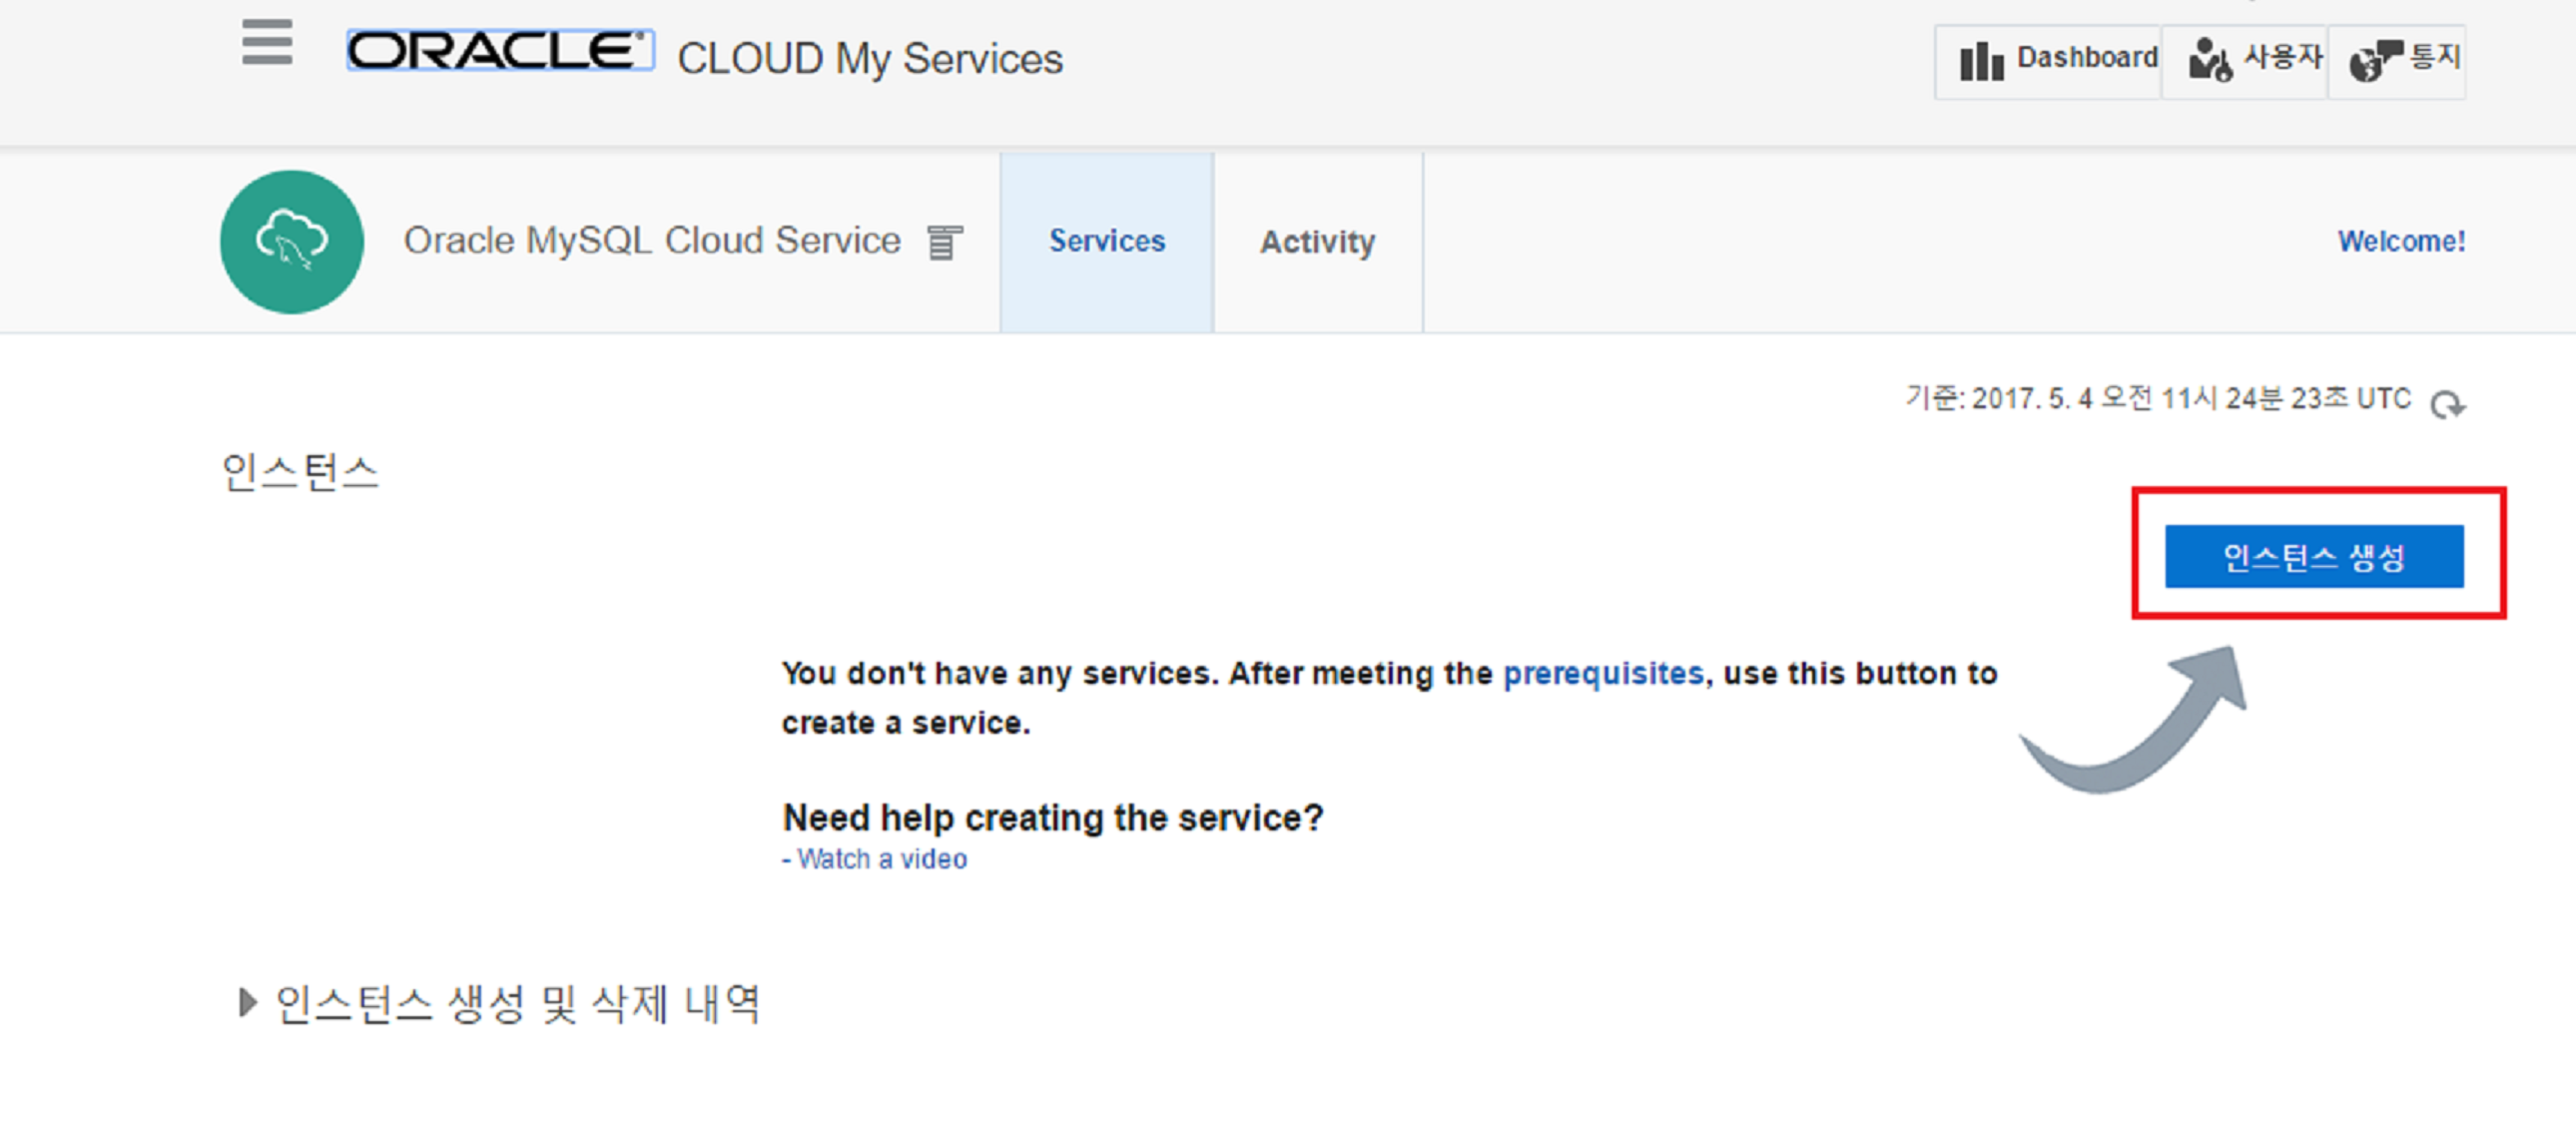 ORACLE® CLOUD My Services
Dashboard 사용자 통지
Oracle MySQL Cloud Service Services Activity Welcome!
기준: 2017. 5. 4 오전 11시 24분 23초 UTC
인스턴스
인스턴스 생성
You don't have any services. After meeting the prerequisites, use this button to
create a service.
Need help creating the service?
- Watch a video
인스턴스 생성 및 삭제 내역